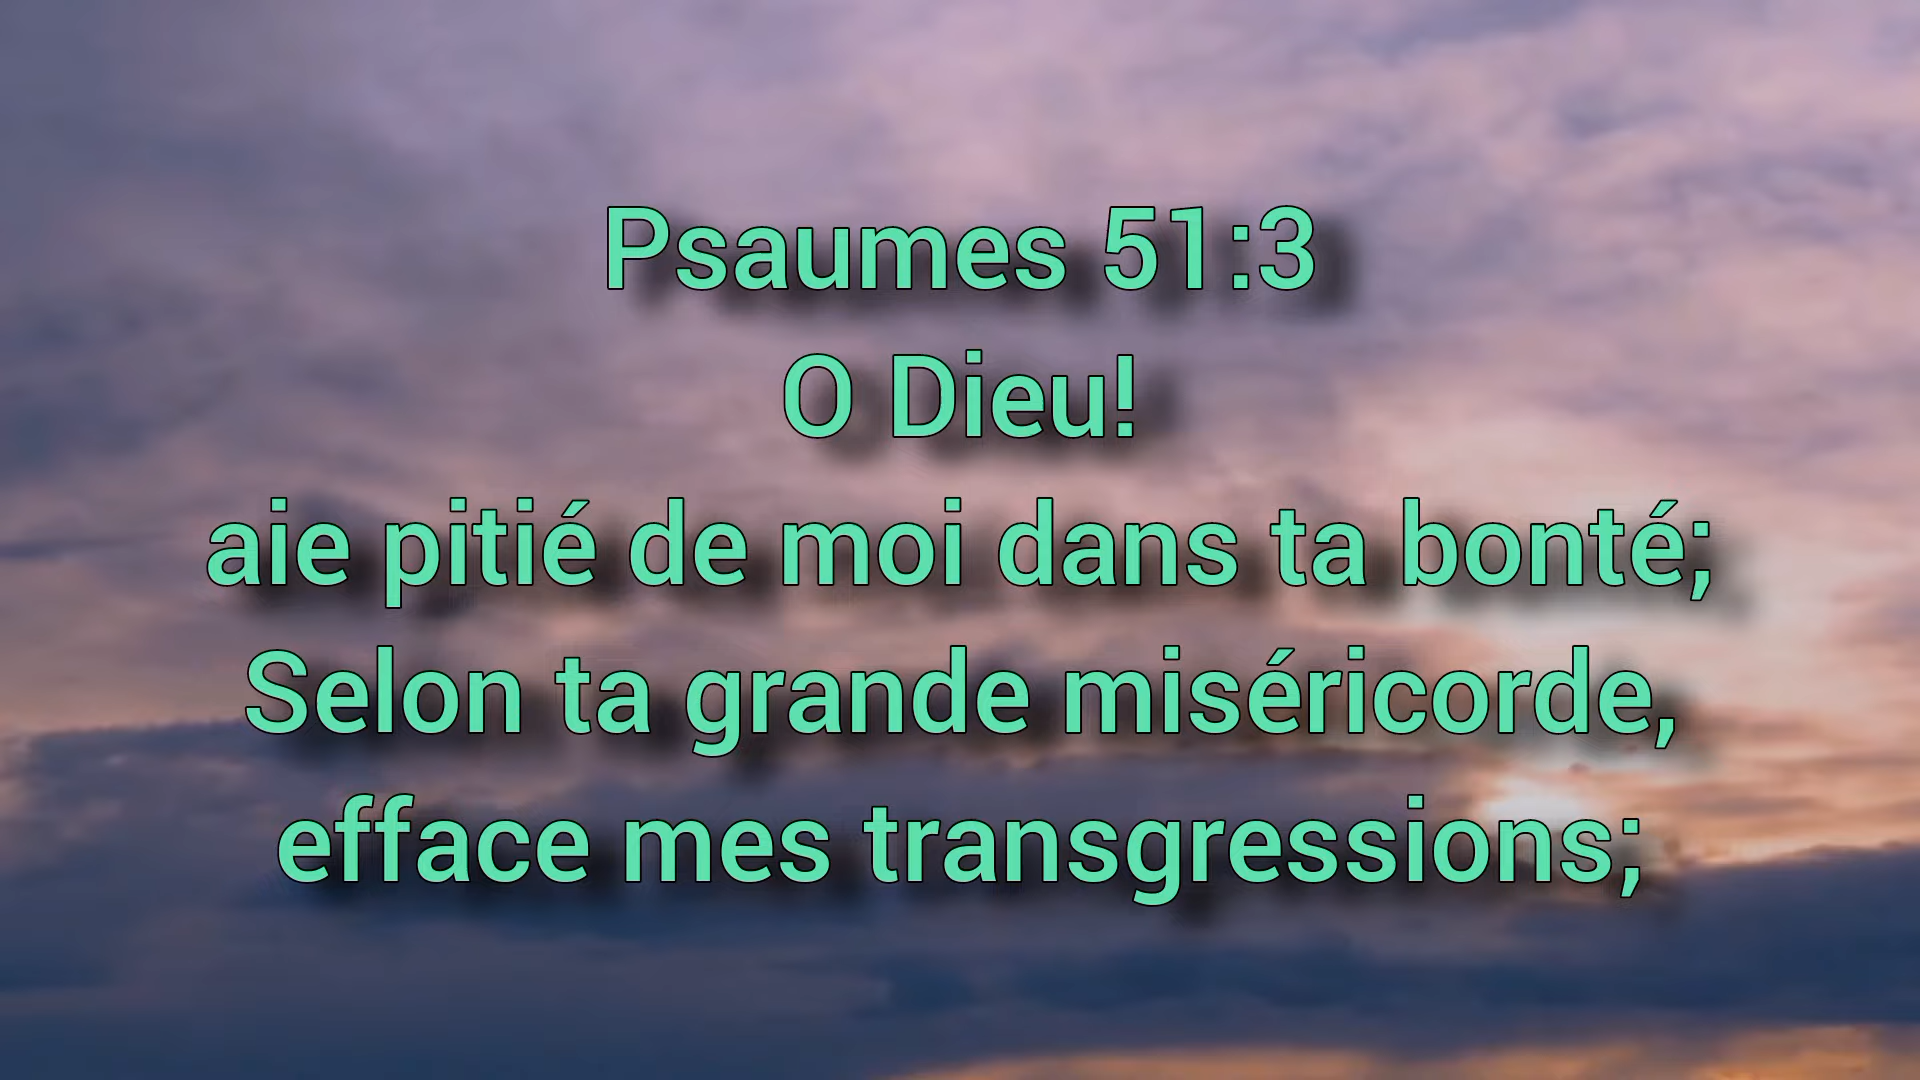 Psaumes 51:3
O Dieu!
aie pitié de moi dans ta bonté;
Selon ta grande miséricorde,
efface mes transgressions;